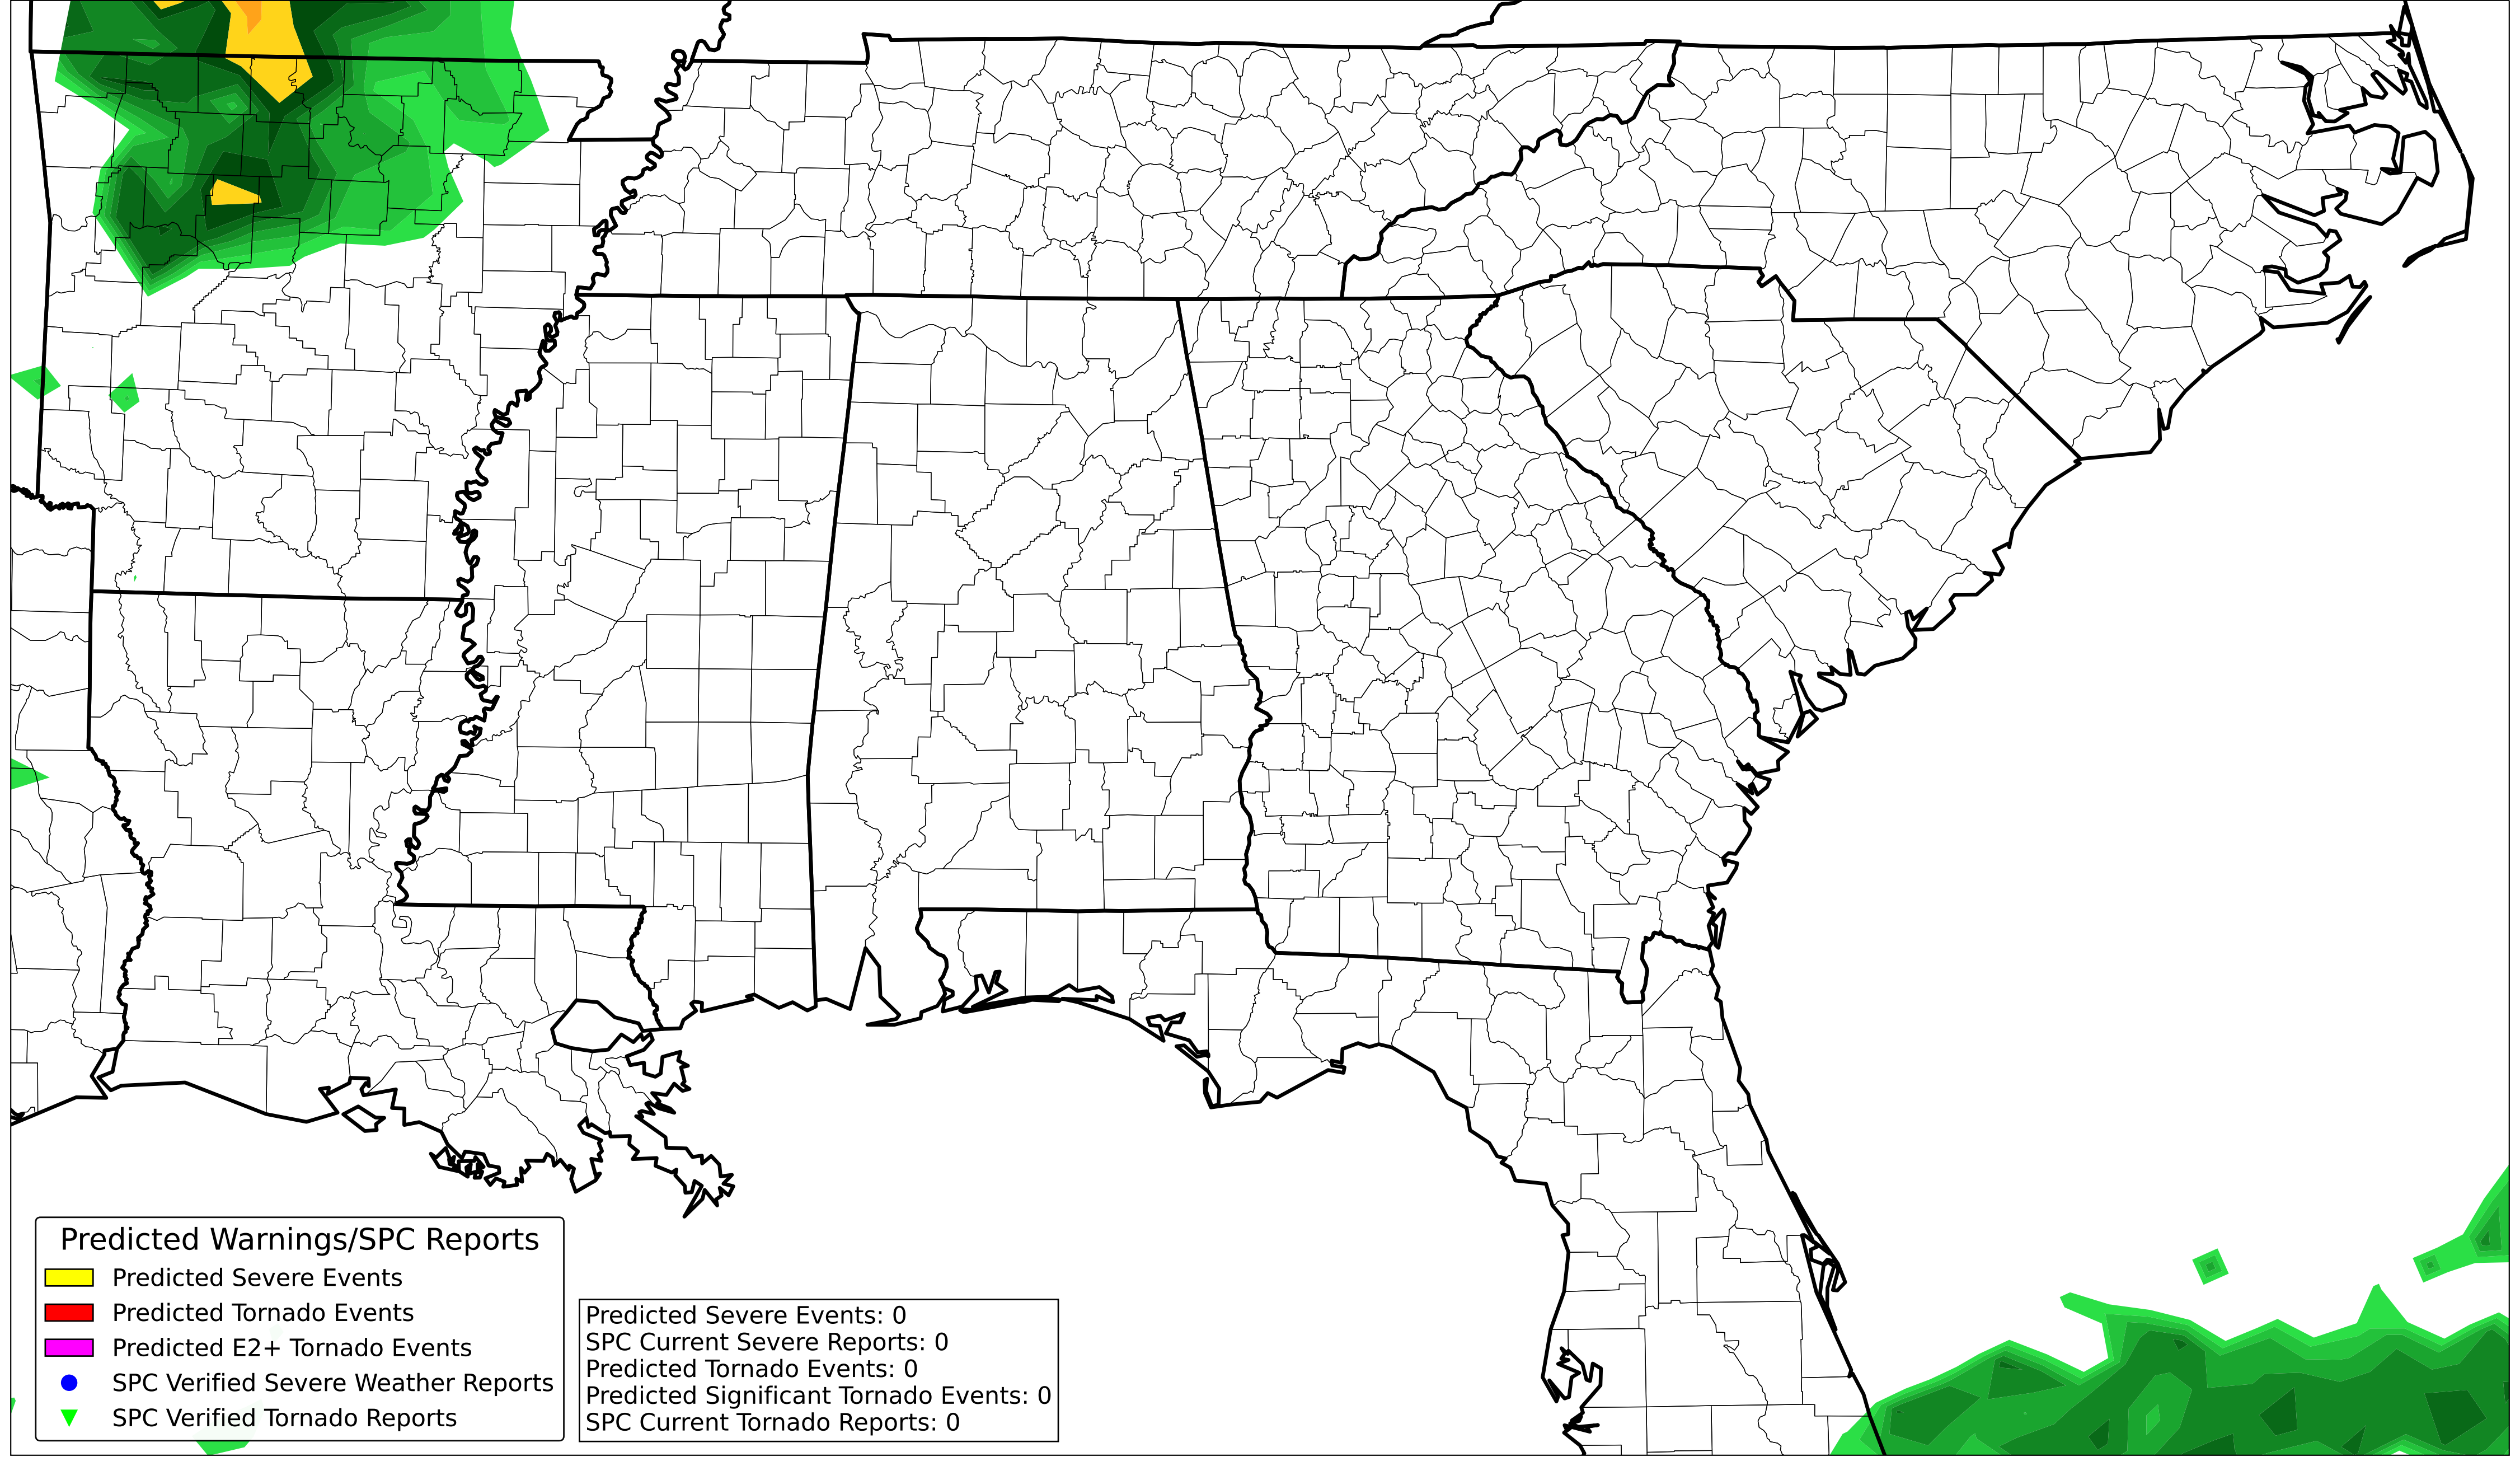 Predicted Warnings/SPC Reports
Predicted Severe Events
Predicted Tornado Events
Predicted E2+ Tornado Events
SPC Verified Severe Weather Reports
SPC Verified Tornado Reports
Predicted Severe Events: 0
SPC Current Severe Reports: 0
Predicted Tornado Events: 0
Predicted Significant Tornado Events: 0
SPC Current Tornado Reports: 0